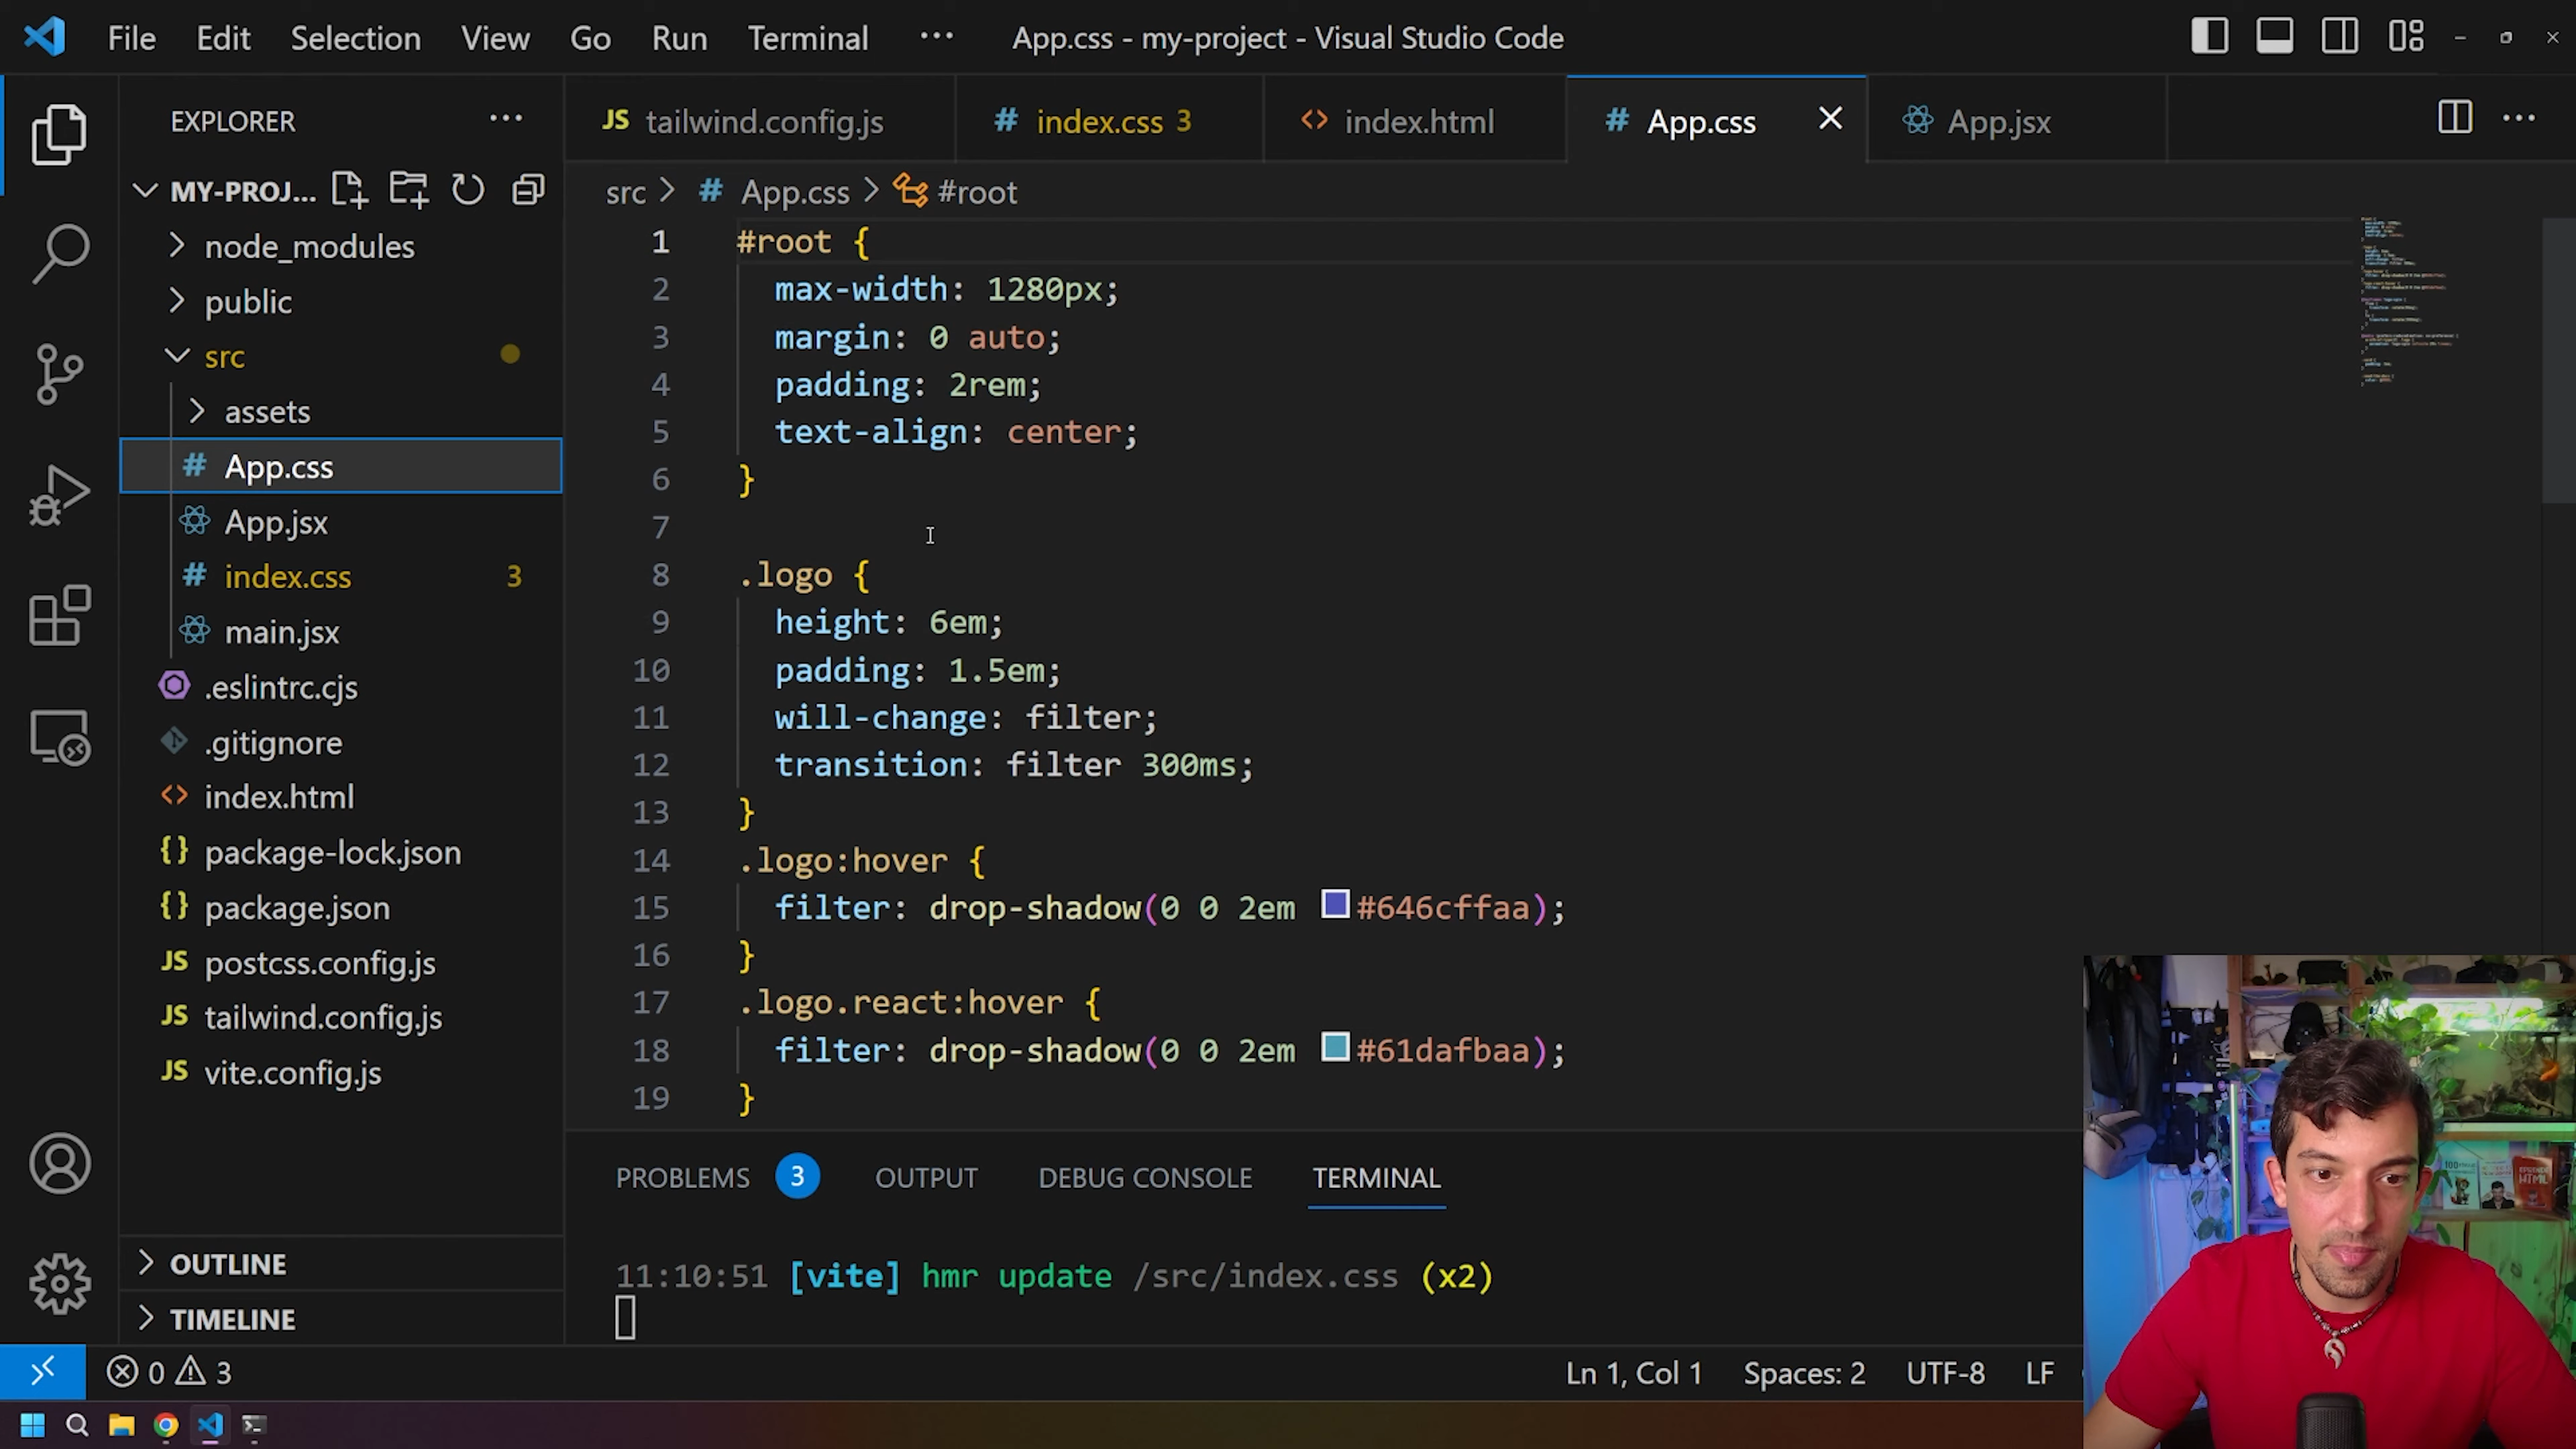 File Edit Selection View Go Run Terminal ··· App.css - my-project - Visual Studio Code
EXPLORER ···
MY-PROJ...
node_modules
public
src
assets
# App.css
App.jsx
# index.css 3
main.jsx
.eslintrc.cjs
.gitignore
<> index.html
{} package-lock.json
{} package.json
JS postcss.config.js
JS tailwind.config.js
JS vite.config.js
OUTLINE
TIMELINE
JS tailwind.config.js # index.css 3 <> index.html # App.css App.jsx ···
src > # App.css > #root
1 #root {
2 max-width: 1280px;
3 margin: 0 auto;
4 padding: 2rem;
5 text-align: center;
6 }
7
8 .logo {
9 height: 6em;
10 padding: 1.5em;
11 will-change: filter;
12 transition: filter 300ms;
13 }
14 .logo:hover {
15 filter: drop-shadow(0 0 2em #646cffaa);
16 }
17 .logo.react:hover {
18 filter: drop-shadow(0 0 2em #61dafbaa);
19 }
PROBLEMS 3 OUTPUT DEBUG CONSOLE TERMINAL
11:10:51 [vite] hmr update /src/index.css (x2)
0 3 Ln 1, Col 1 Spaces: 2 UTF-8 LF